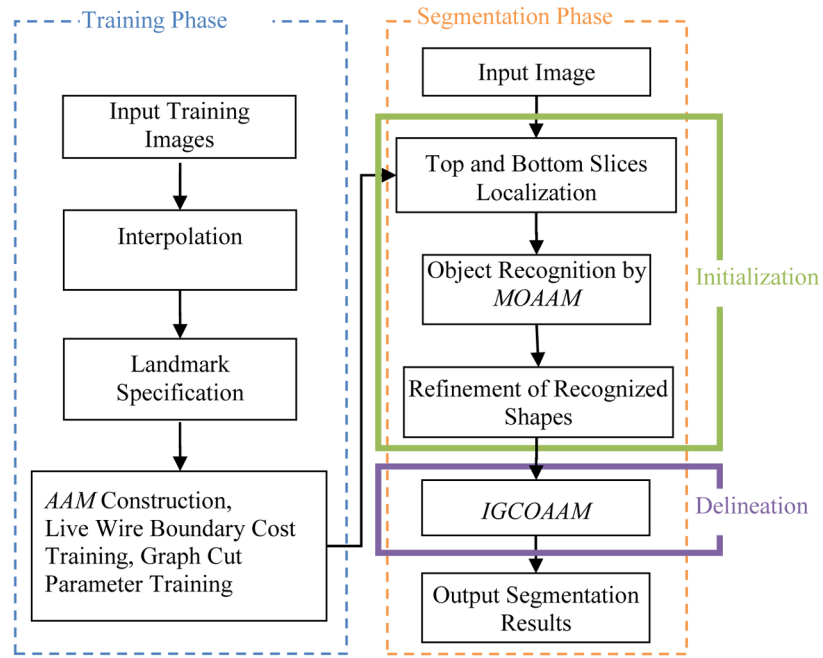 Training Phase
Input Training
Images
Interpolation
Landmark
Specification
AAM Construction,
Live Wire Boundary Cost
Training, Graph Cut
Parameter Training
Segmentation Phase
Input Image
Top and Bottom Slices
Localization
Object Recognition by
MOAAM
Refinement of Recognized
Shapes
Initialization
IGCOAAM
Delineation
Output Segmentation
Results